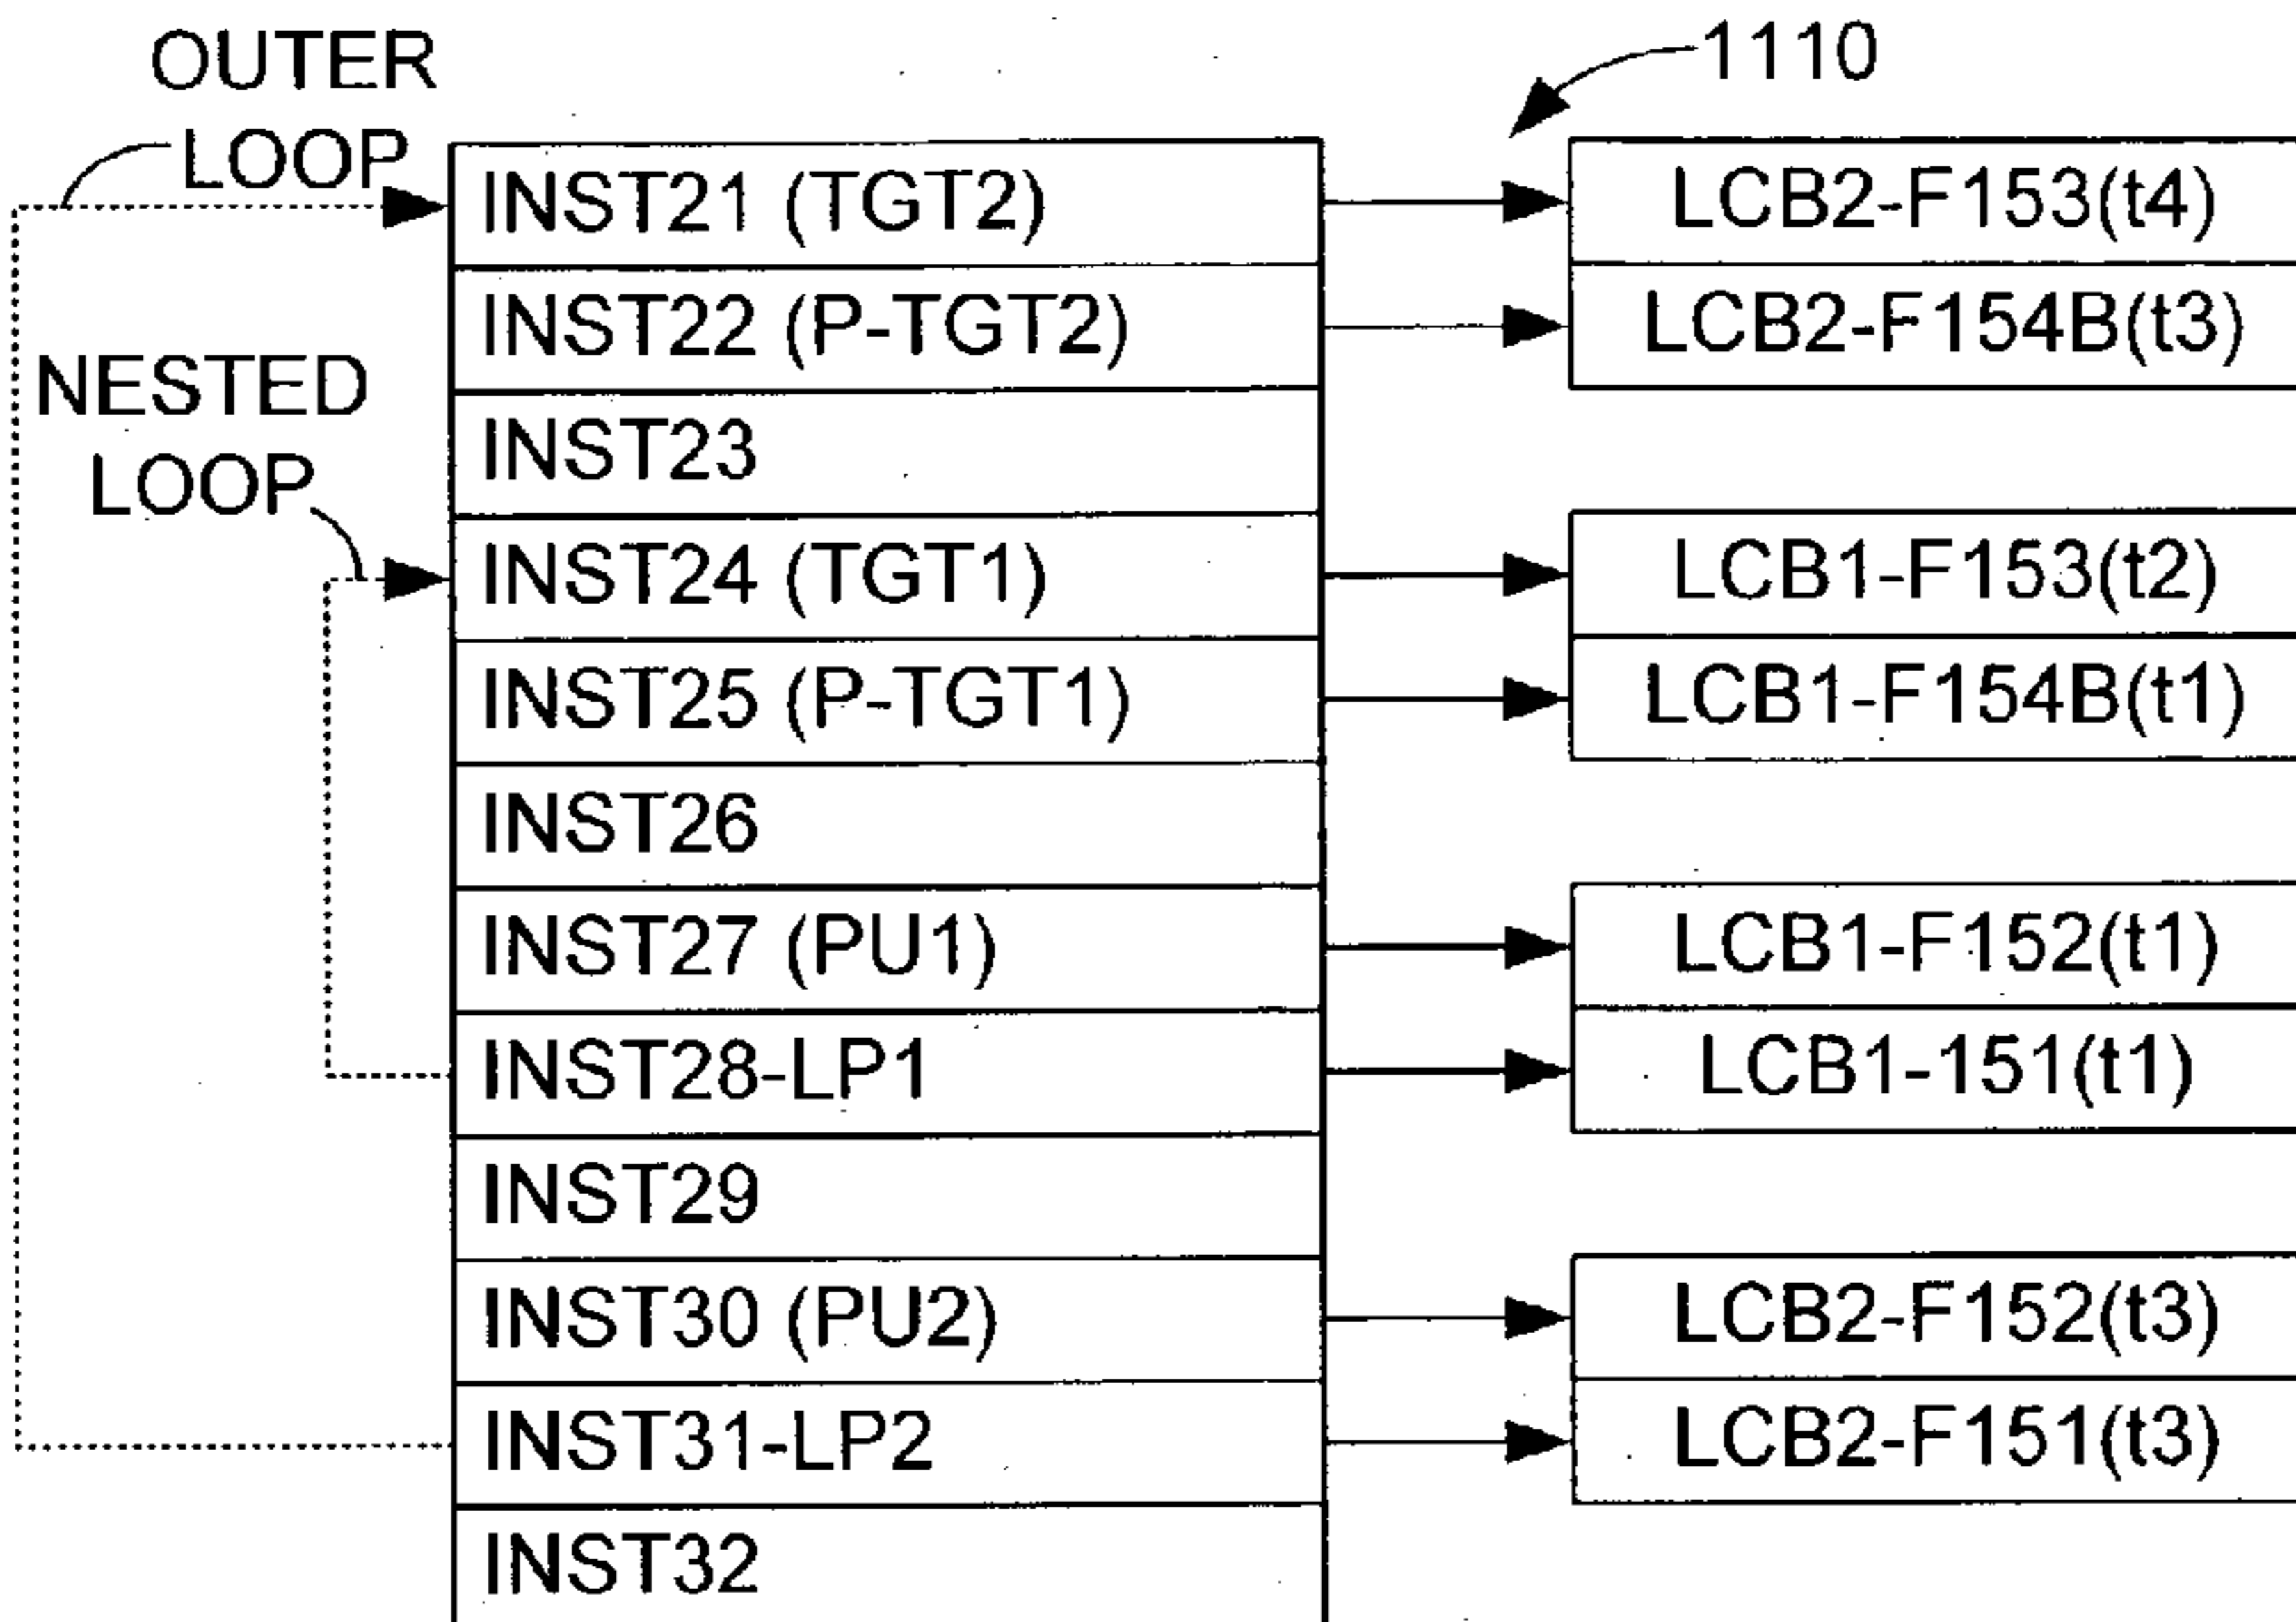 OUTER
LOOP
1110
INST21 (TGT2)
LCB2-F153(t4)
INST22 (P-TGT2)
LCB2-F154B(t3)
NESTED
LOOP
INST23
INST24 (TGT1)
LCB1-F153(t2)
INST25 (P-TGT1)
LCB1-F154B(t1)
INST26
INST27 (PU1)
LCB1-F152(t1)
INST28-LP1
LCB1-151(t1)
INST29
INST30 (PU2)
LCB2-F152(t3)
INST31-LP2
LCB2-F151(t3)
INST32